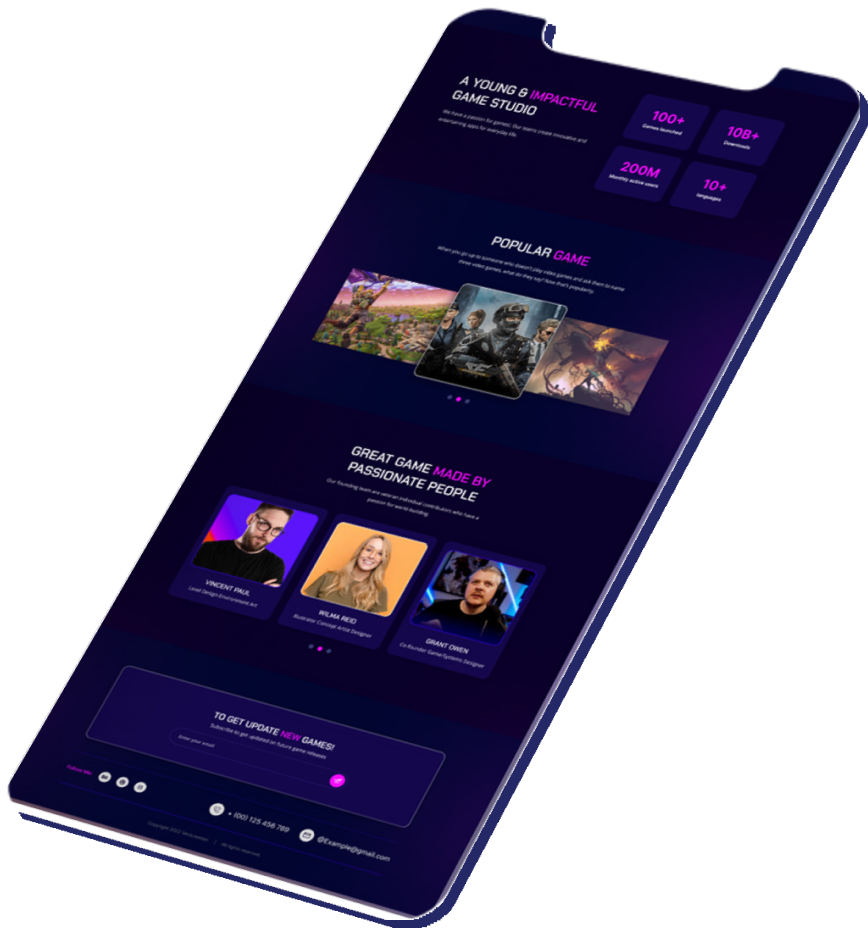 A YOUNG & IMPACTFUL
GAME STUDIO
We have a passion for games!. Our teams create innovative and
entertaining apps for everyday life.
100+
Games launched
10B+
Downloads
200M
Monthly active users
10+
languages
POPULAR GAME
When you go up to someone who doesn't play video games and ask them to name
three video games, what do they say? Now that's popularity.
GREAT GAME MADE BY
PASSIONATE PEOPLE
Our founding team are veteran individual contributors who have a
passion for world-building.
VINCENT PAUL
Level Design Environment Art
WILMA REID
Illustrator Concept Artist Designer
GRANT OWEN
Co-founder Game/Systems Designer
TO GET UPDATE NEW GAMES!
Subscribe to get updated on future game releases
Enter your email
Follow Me:
+ (00) 125 456 789
@Example@gmail.com
Copyright 2022
All rights reserved